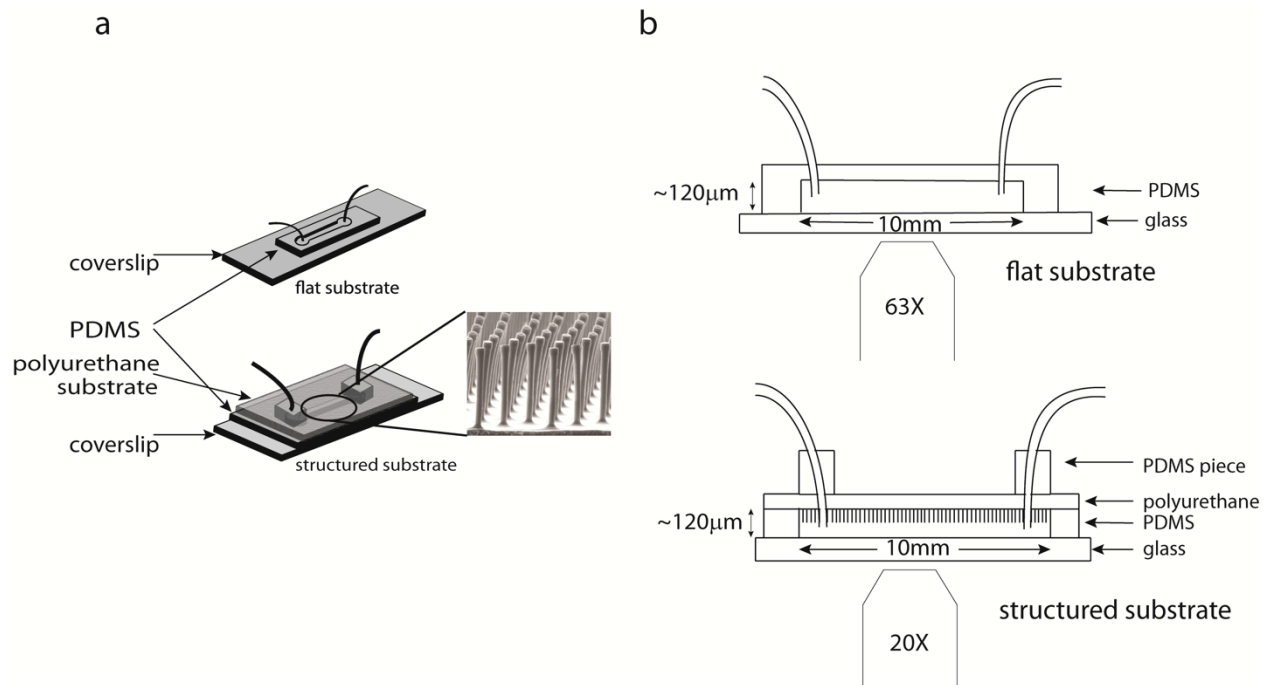 a
coverslip
flat substrate
PDMS
polyurethane
substrate
coverslip
structured substrate
b
~120μm
10mm
PDMS
glass
flat substrate
63X
PDMS piece
polyurethane
~120μm
PDMS
10mm
glass
structured substrate
20X